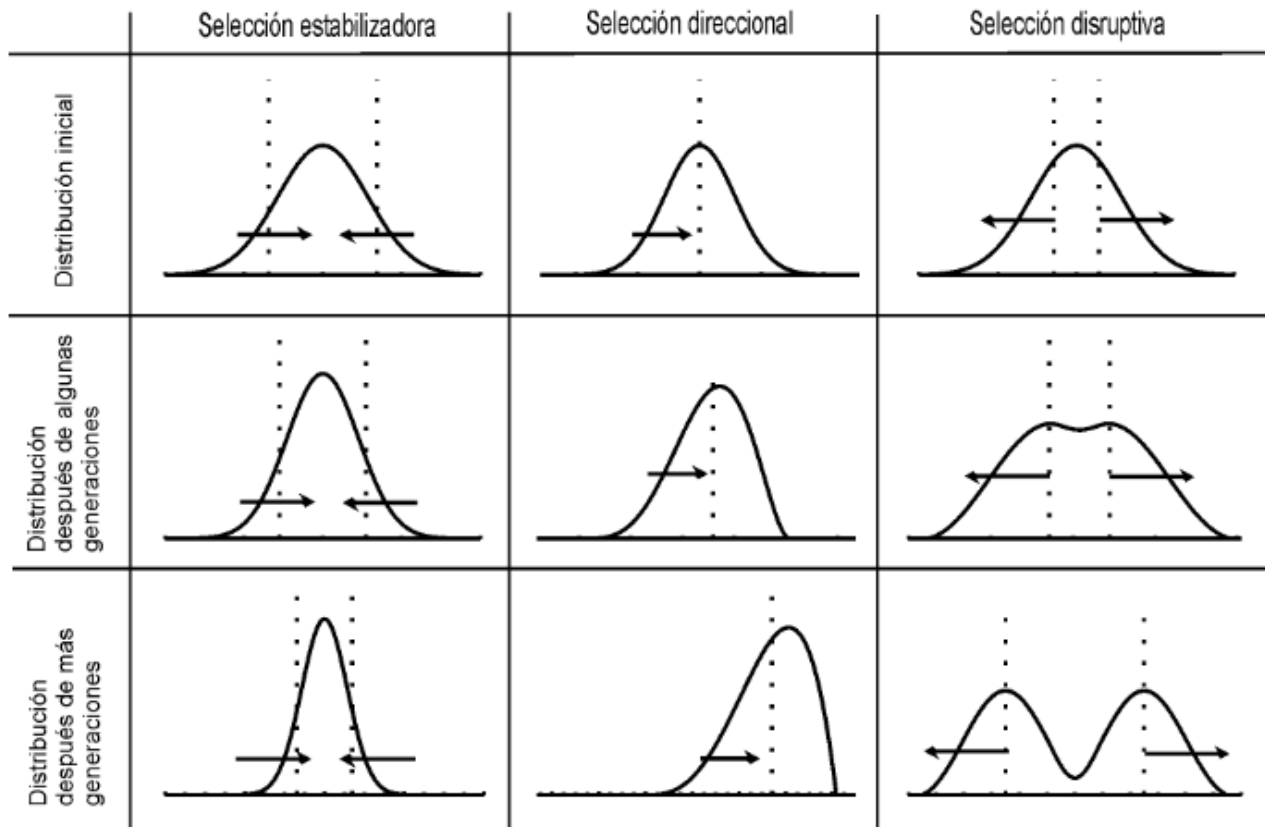 Selección estabilizadora
Selección direccional
Selección disruptiva
Distribución inicial
Distribución
después de algunas
generaciones
Distribución
después de más
generaciones